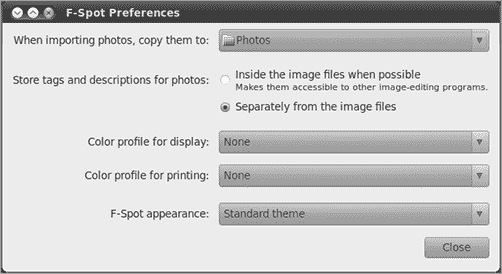 F-Spot Preferences
When importing photos, copy them to: Photos
Store tags and descriptions for photos: Inside the image files when possible
Makes them accessible to other image-editing programs.
Separately from the image files
Color profile for display: None
Color profile for printing: None
F-Spot appearance: Standard theme
Close